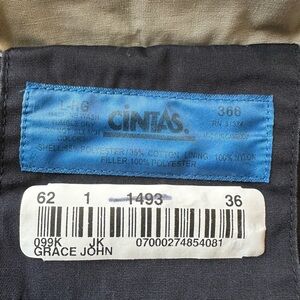 CINTAS.
366
SHELL 65% POLYESTER/35% COTTON LINING 100% NYLON
FILLER 100% POLYESTER
62 1 1493 36
099K JK 07000274854081
GRACE JOHN